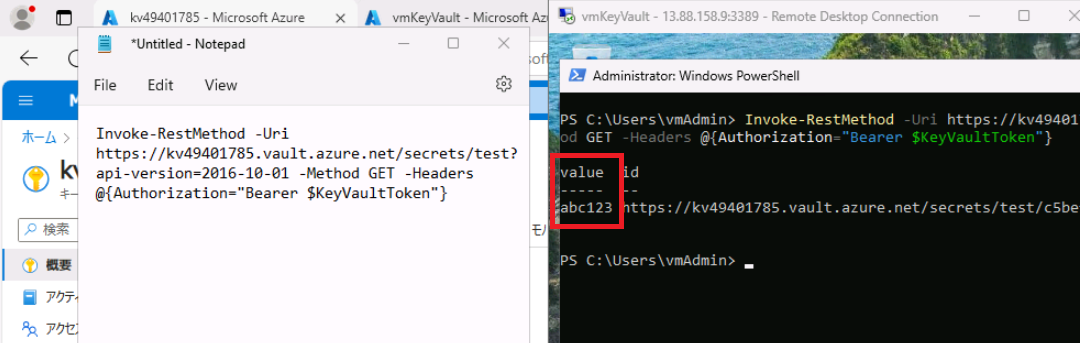 kv49401785 - Microsoft Azure
vmKeyVault - Microsoft Az
*Untitled - Notepad
File Edit View
Invoke-RestMethod -Uri
https://kv49401785.vault.azure.net/secrets/test?
api-version=2016-10-01 -Method GET -Headers
@{Authorization="Bearer $KeyVaultToken"}
ホーム
kv
キー
検索
概要
アクティ
アクセス
vmKeyVault - 13.88.158.9:3389 - Remote Desktop Connection
Administrator: Windows PowerShell
PS C:\Users\vmAdmin> Invoke-RestMethod -Uri https://kv49401
od GET -Headers @{Authorization="Bearer $KeyVaultToken"}
value id
----- --
abc123 https://kv49401785.vault.azure.net/secrets/test/c5be
PS C:\Users\vmAdmin>